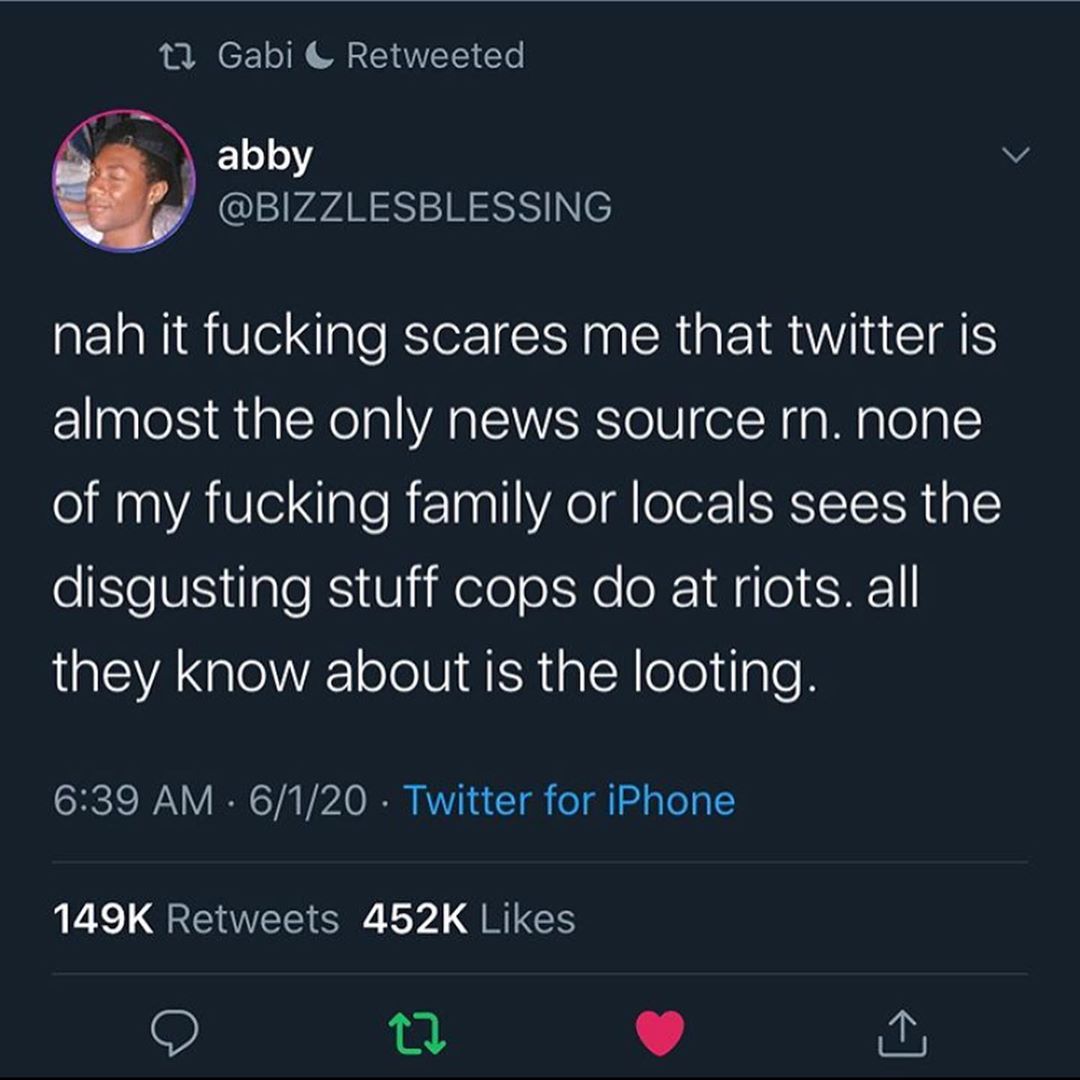 Gabi Retweeted
abby
@BIZZLESBLESSING
nah it fucking scares me that twitter is
almost the only news source rn. none
of my fucking family or locals sees the
disgusting stuff cops do at riots. all
they know about is the looting.
6:39 AM · 6/1/20 · Twitter for iPhone
149K Retweets 452K Likes